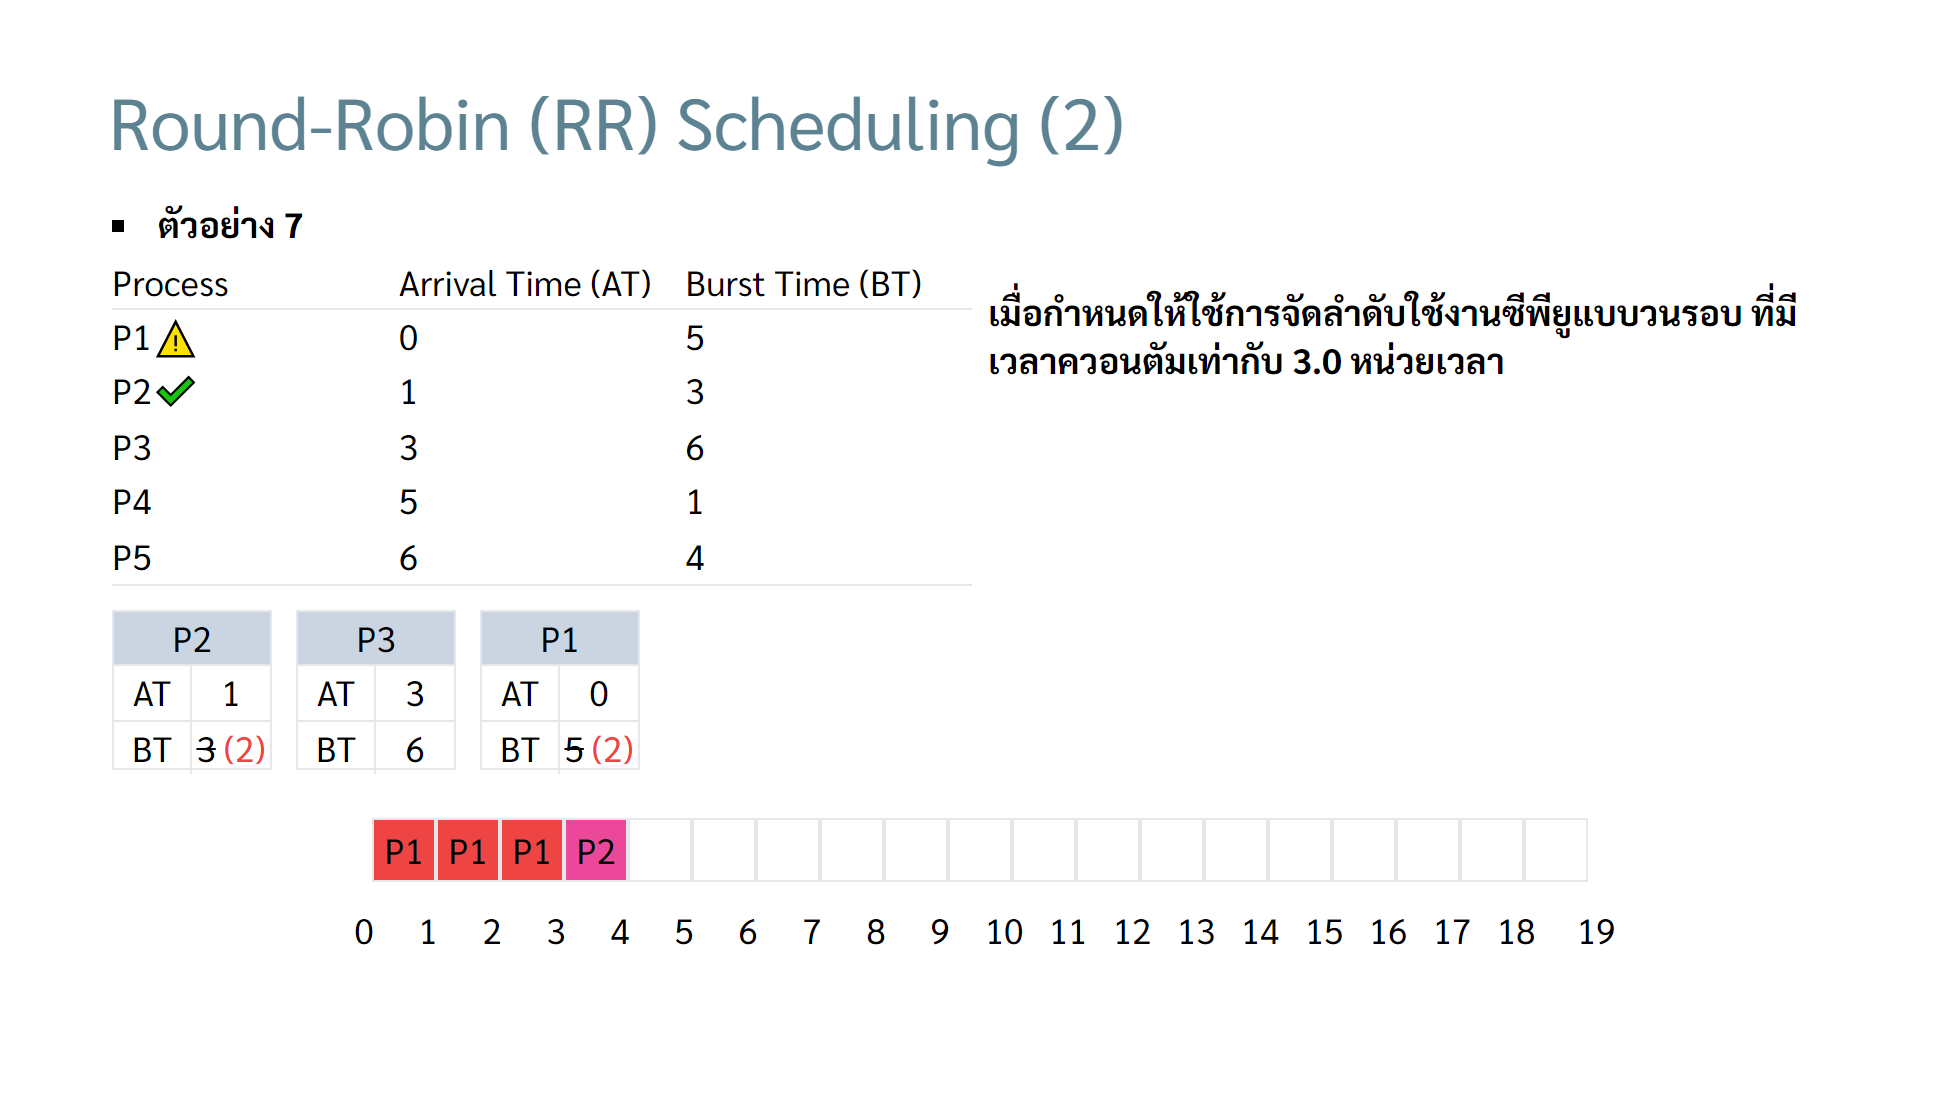 Round-Robin (RR) Scheduling (2)
▪ ตัวอย่าง 7
Process Arrival Time (AT) Burst Time (BT)
P1 0 5
P2 1 3
P3 3 6
P4 5 1
P5 6 4
เมื่อกำหนดให้ใช้การจัดลำดับใช้งานซีพียูแบบวนรอบ ที่มี
เวลาควอนตัมเท่ากับ 3.0 หน่วยเวลา
P2 P3 P1
AT 1 AT 3 AT 0
BT 3 (2) BT 6 BT 5 (2)
P1 P1 P1 P2
0 1 2 3 4 5 6 7 8 9 10 11 12 13 14 15 16 17 18 19